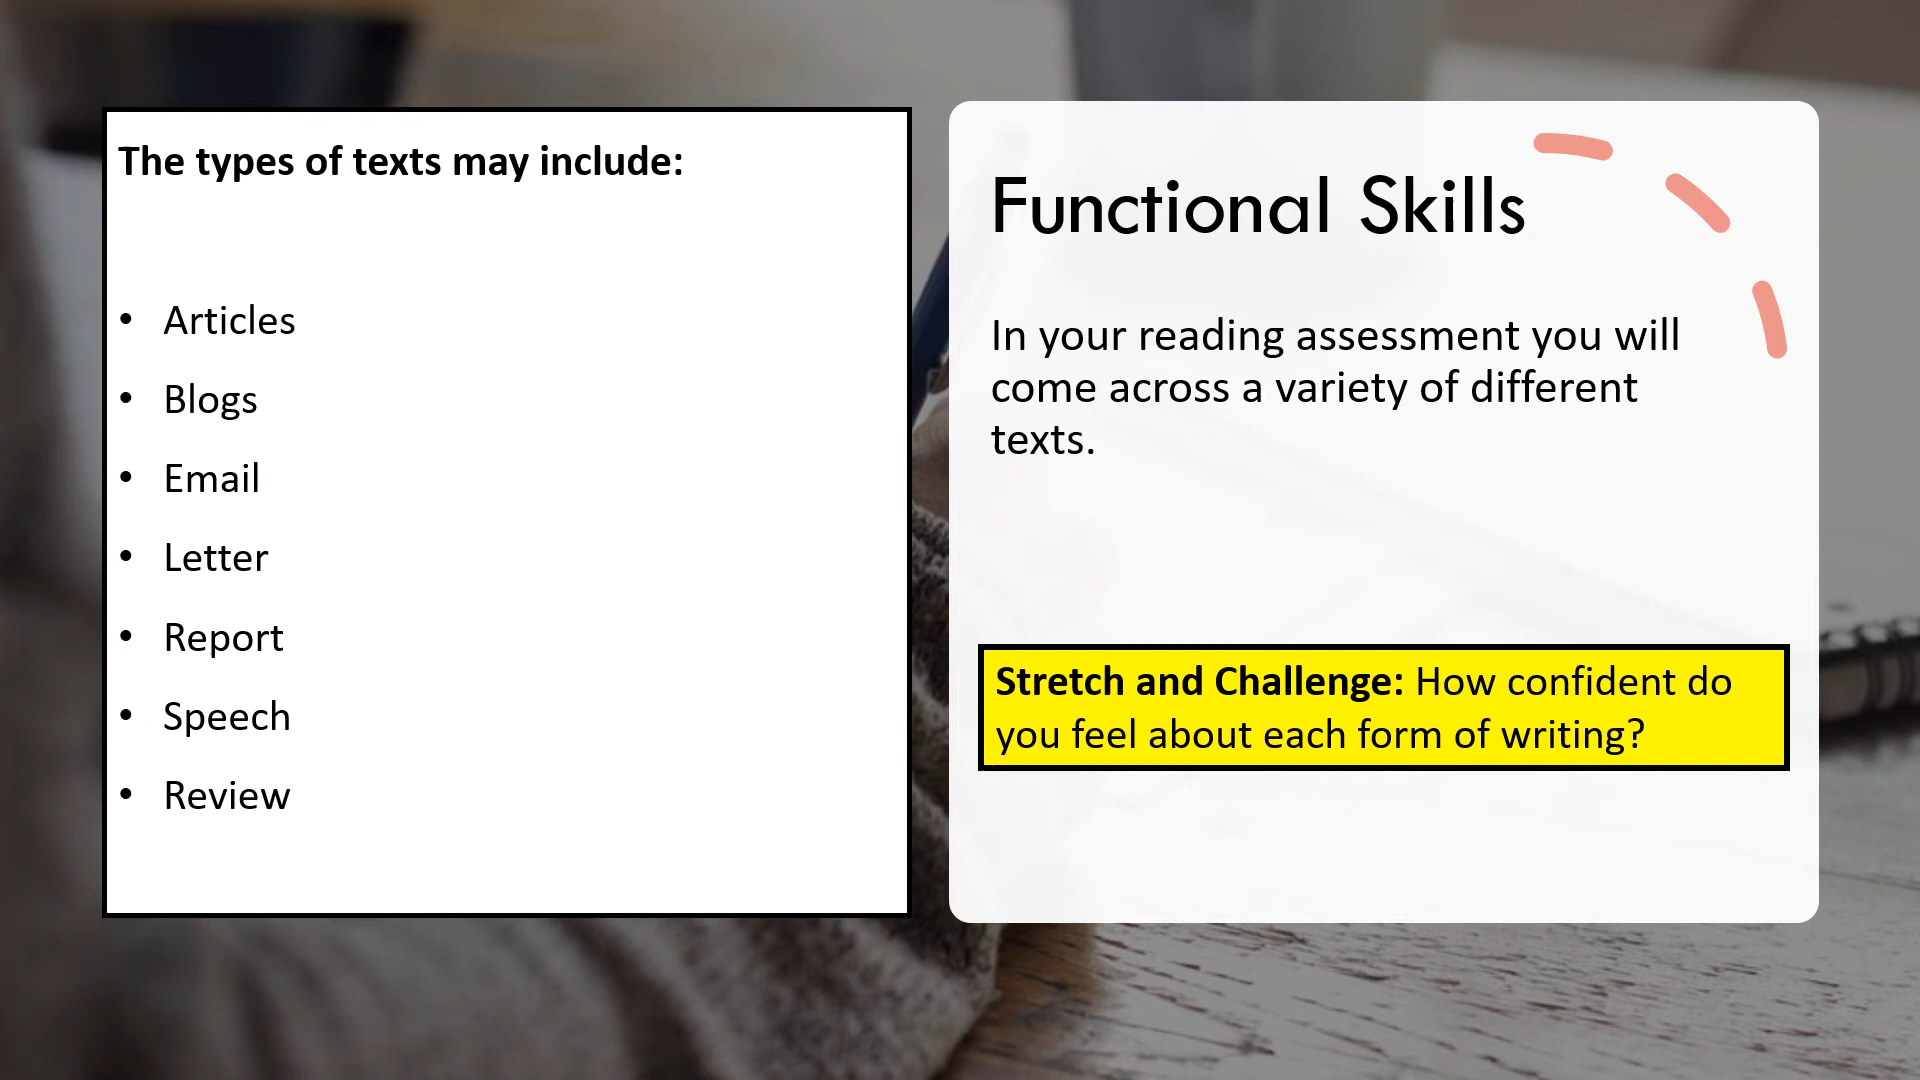 The types of texts may include:
• Articles
• Blogs
• Email
• Letter
• Report
• Speech
• Review
Functional Skills
In your reading assessment you will
come across a variety of different
texts.
Stretch and Challenge: How confident do
you feel about each form of writing?